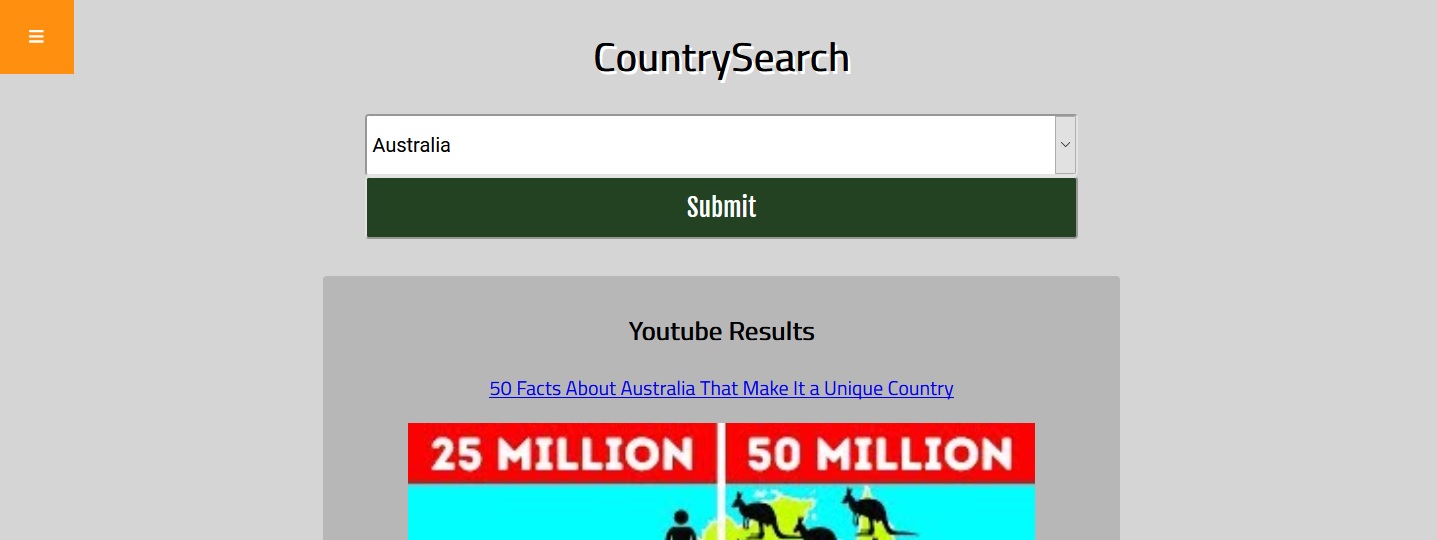 CountrySearch
Australia
Submit
Youtube Results
50 Facts About Australia That Make It a Unique Country
25 MILLION 50 MILLION